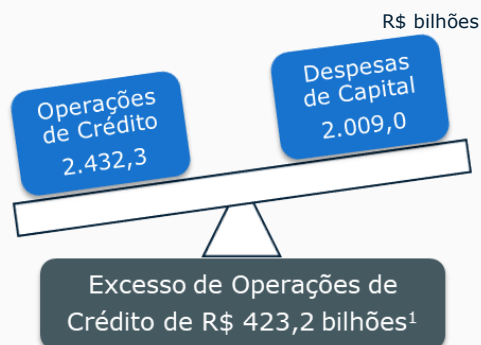 R$ bilhões
Operações
de Crédito
2.432,3
Despesas
de Capital
2.009,0
Excesso de Operações de
Crédito de R$ 423,2 bilhões¹